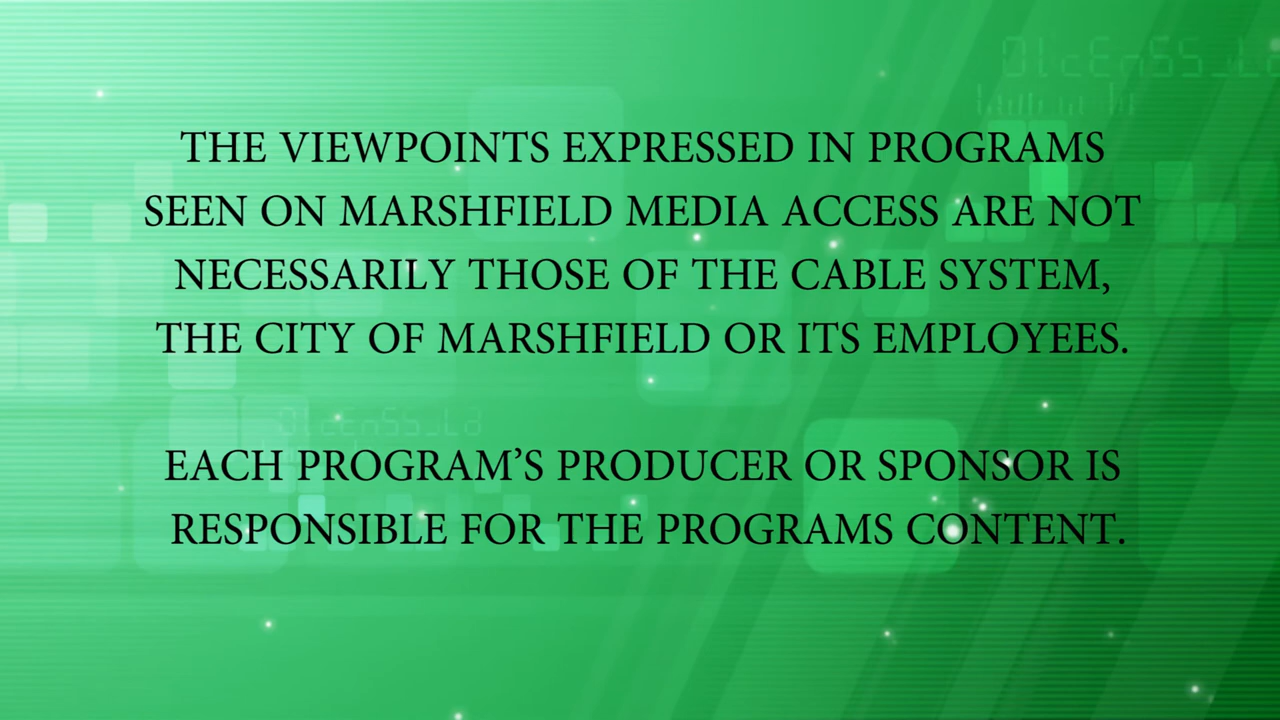 THE VIEWPOINTS EXPRESSED IN PROGRAMS
SEEN ON MARSHFIELD MEDIA ACCESS ARE NOT
NECESSARILY THOSE OF THE CABLE SYSTEM,
THE CITY OF MARSHFIELD OR ITS EMPLOYEES.
EACH PROGRAM’S PRODUCER OR SPONSOR IS
RESPONSIBLE FOR THE PROGRAMS CONTENT.